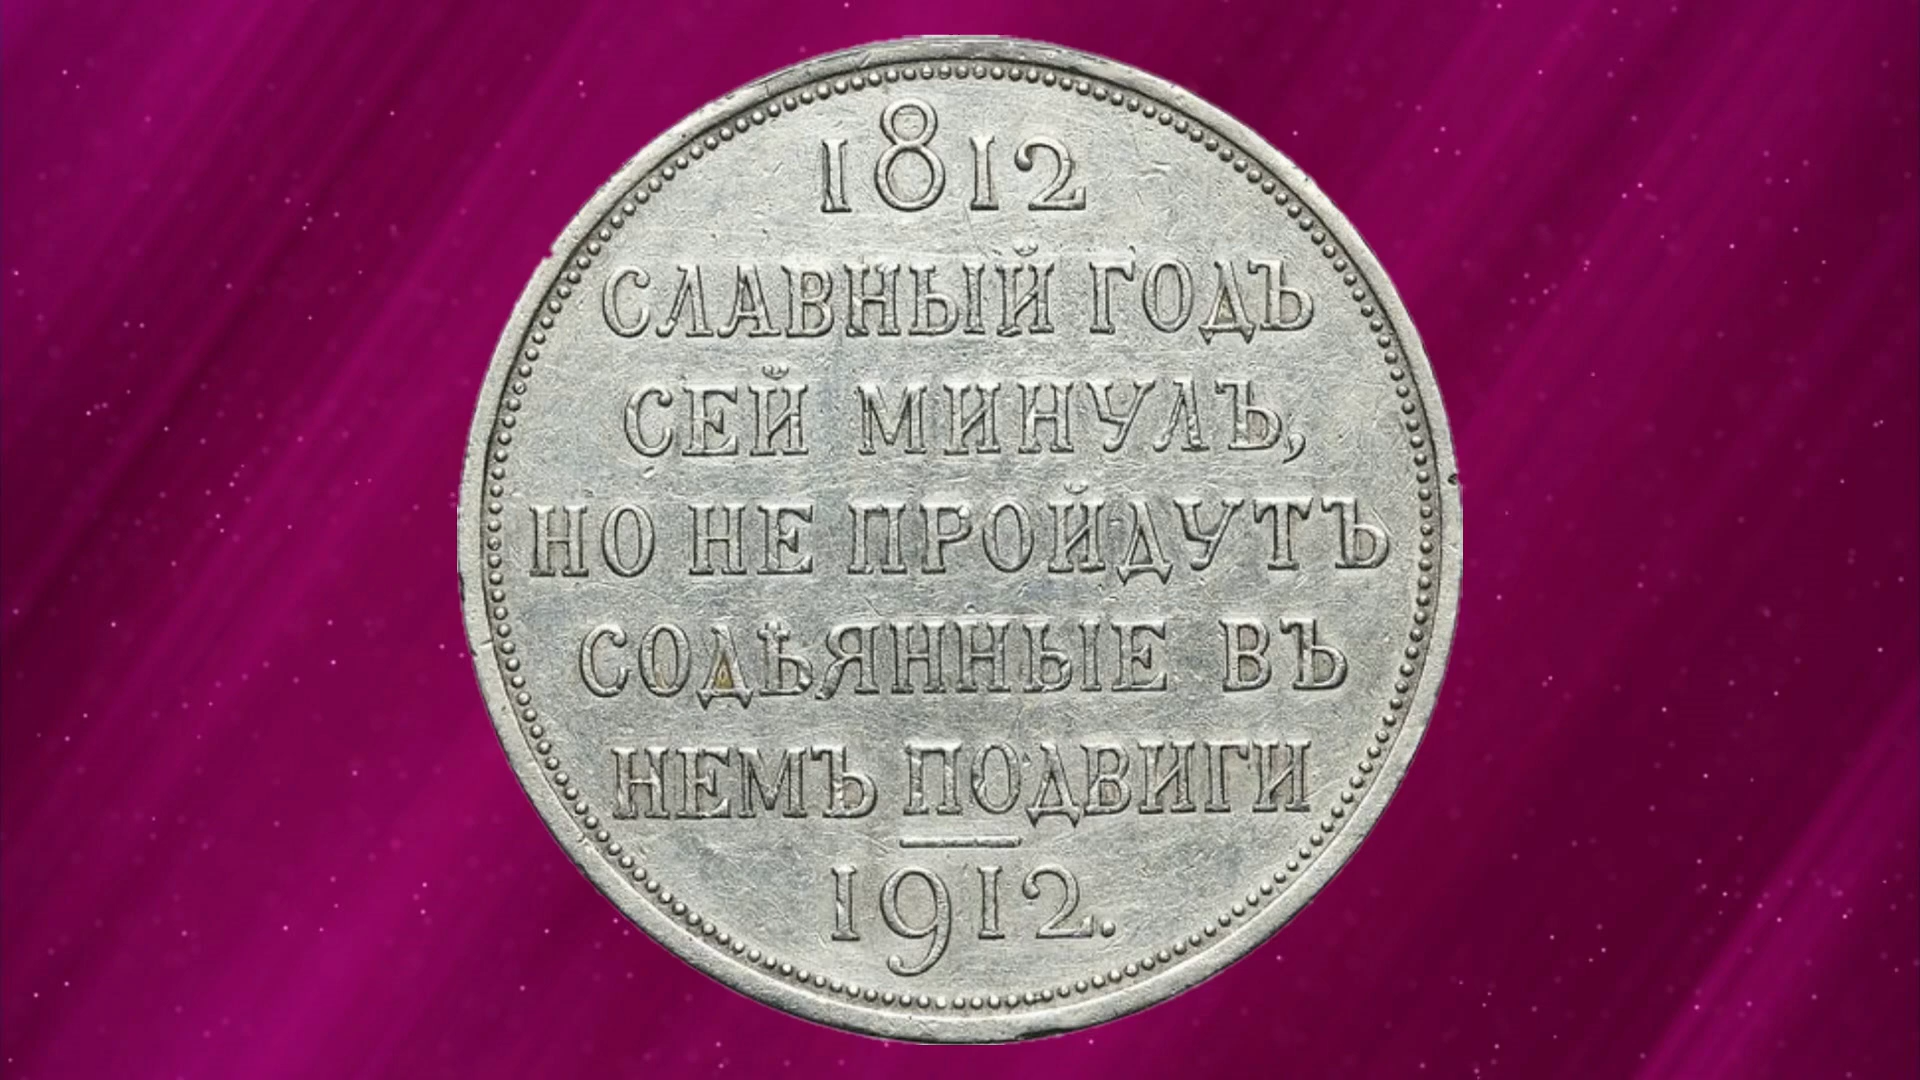 1812
СЛАВНЫЙ ГОДЪ
СЕЙ МИНУЛЪ,
НО НЕ ПРОЙДУТЪ
СОДѢЯННЫЕ ВЪ
НЕМЪ ПОДВИГИ
1912.